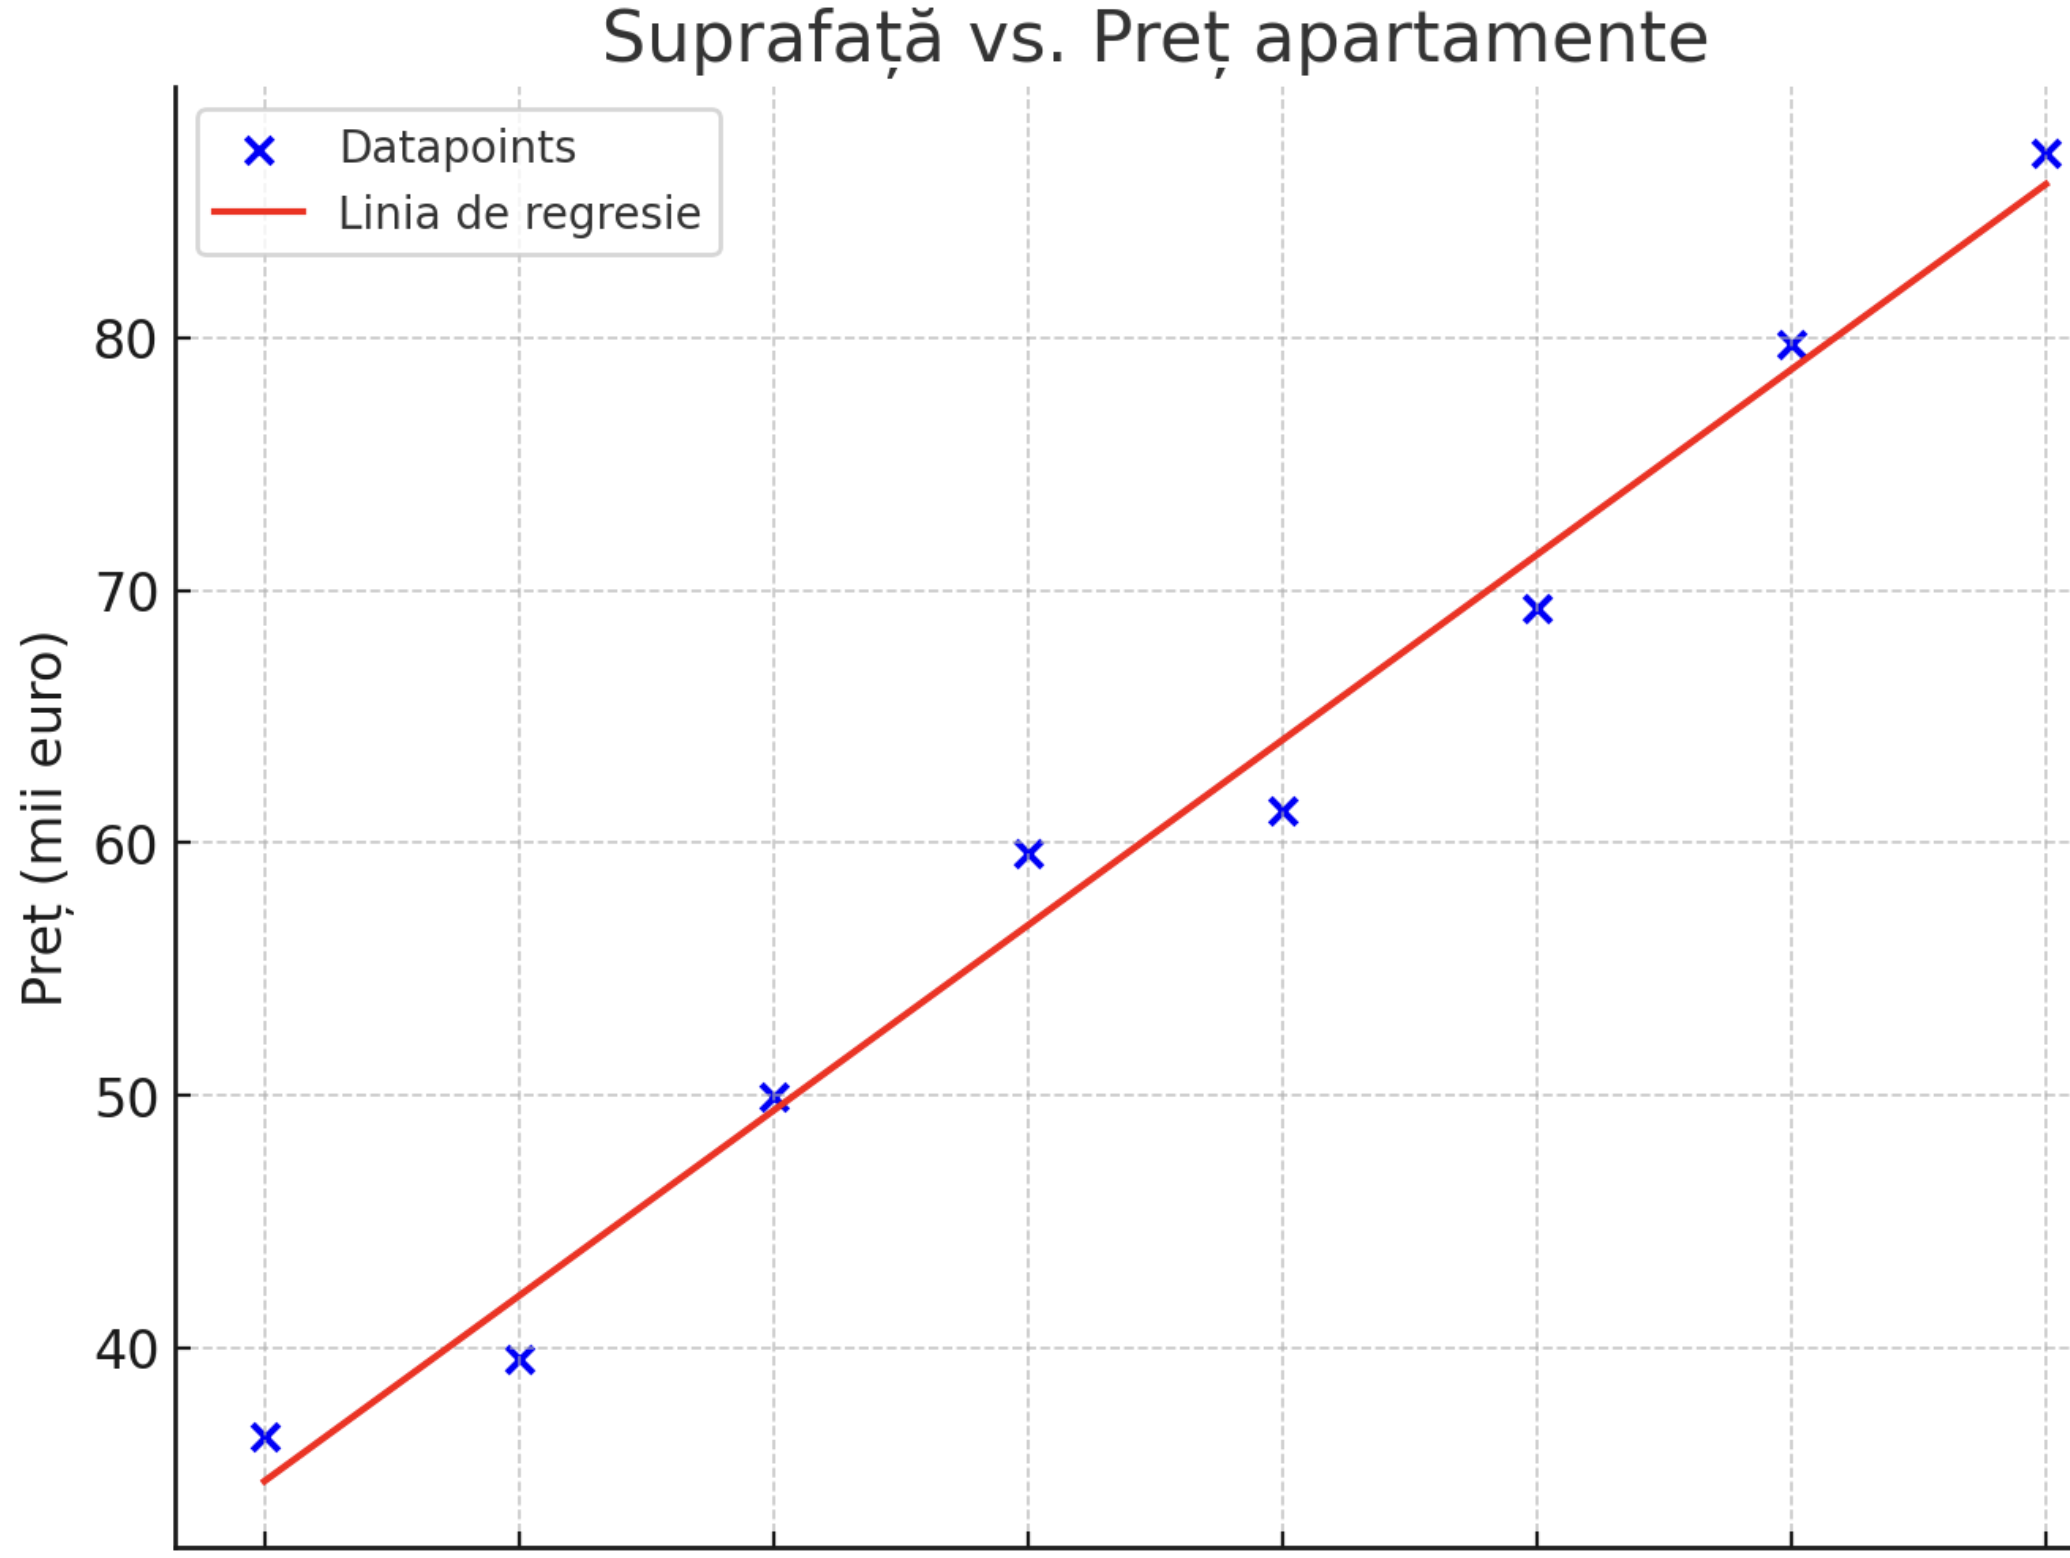 Suprafață vs. Preț apartamente
Datapoints
Linia de regresie
80
70
60
50
40
Preț (mii euro)